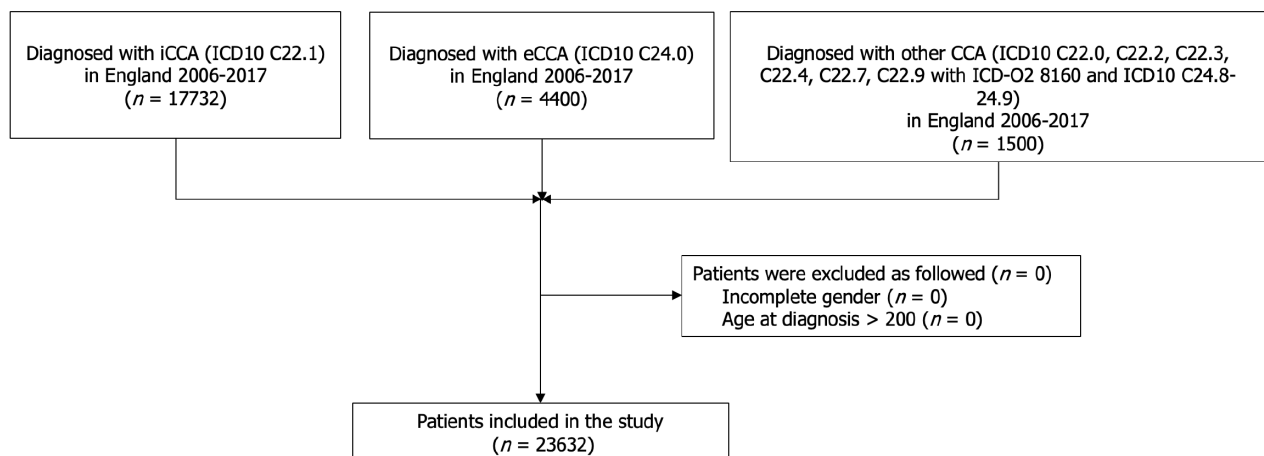 Diagnosed with iCCA (ICD10 C22.1)
in England 2006-2017
(n = 17732)
Diagnosed with eCCA (ICD10 C24.0)
in England 2006-2017
(n = 4400)
Diagnosed with other CCA (ICD10 C22.0, C22.2, C22.3,
C22.4, C22.7, C22.9 with ICD-O2 8160 and ICD10 C24.8-
24.9)
in England 2006-2017
(n = 1500)
Patients were excluded as followed (n = 0)
Incomplete gender (n = 0)
Age at diagnosis > 200 (n = 0)
Patients included in the study
(n = 23632)